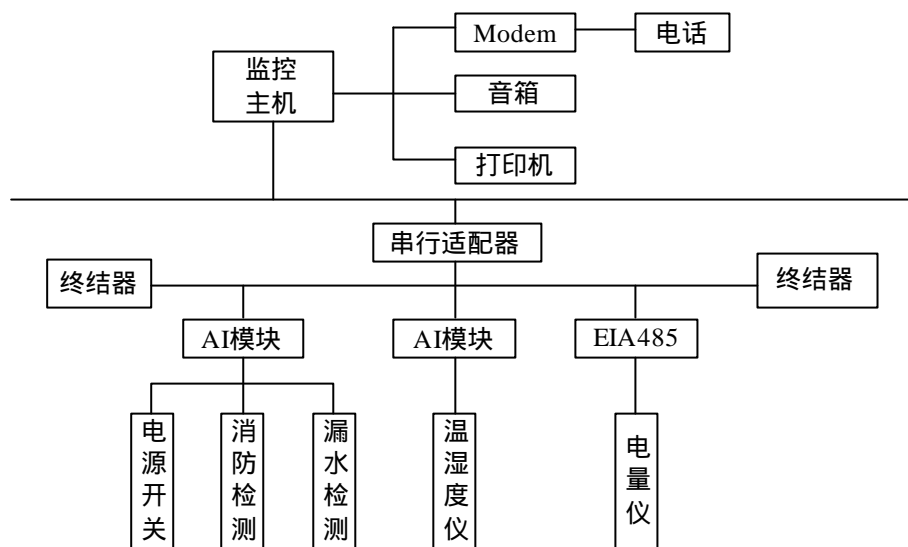 Modem
电话
监控
主机
音箱
打印机
串行适配器
终结器
终结器
AI模块
AI模块
EIA485
电源开关
消防检测
漏水检测
温湿度仪
电量仪